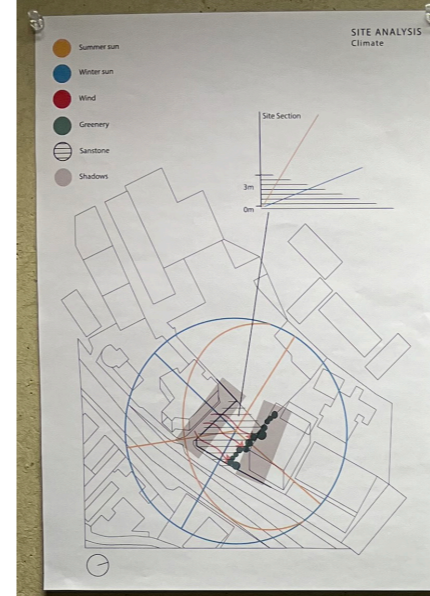 SITE ANALYSIS
Climate
Summer sun
Winter sun
Wind
Greenery
Sanstone
Shadows
Site Section
3m
0m